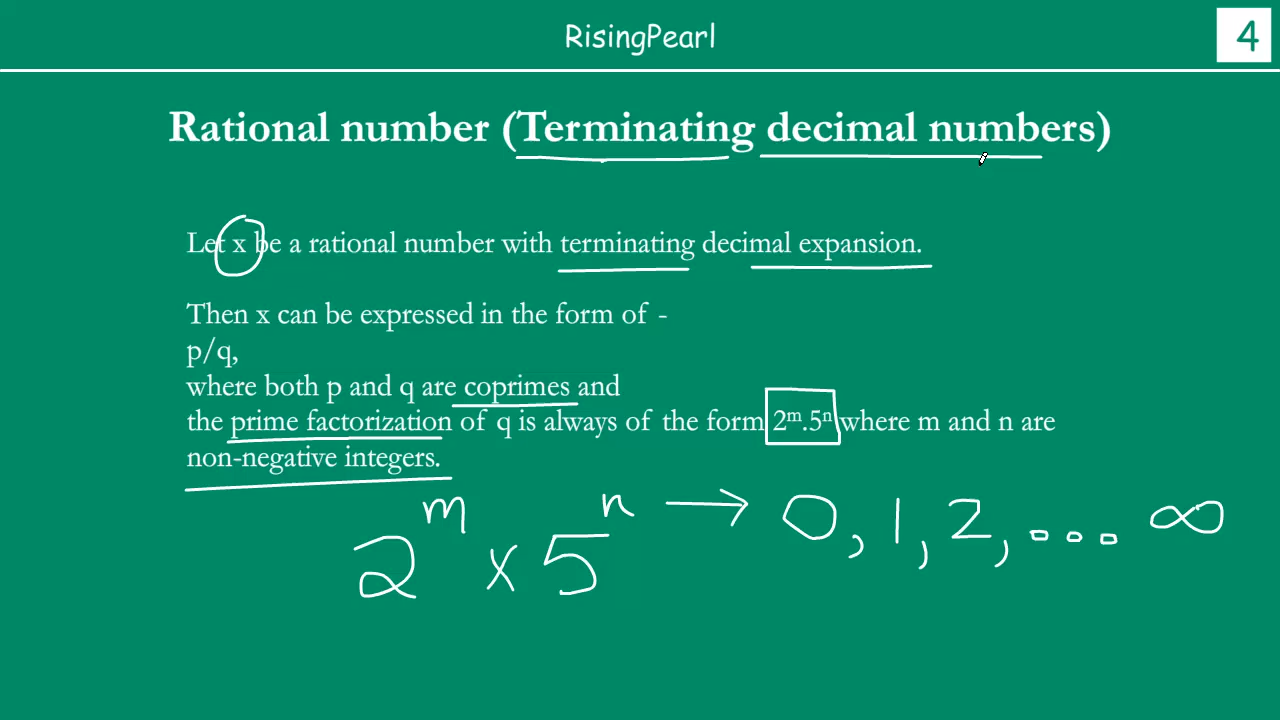 RisingPearl
4
Rational number (Terminating decimal numbers)
Let x be a rational number with terminating decimal expansion.
Then x can be expressed in the form of -
p/q,
where both p and q are coprimes and
the prime factorization of q is always of the form 2ᵐ.5ⁿ where m and n are
non-negative integers.
2ᵐ x 5ⁿ → 0, 1, 2, ... ∞